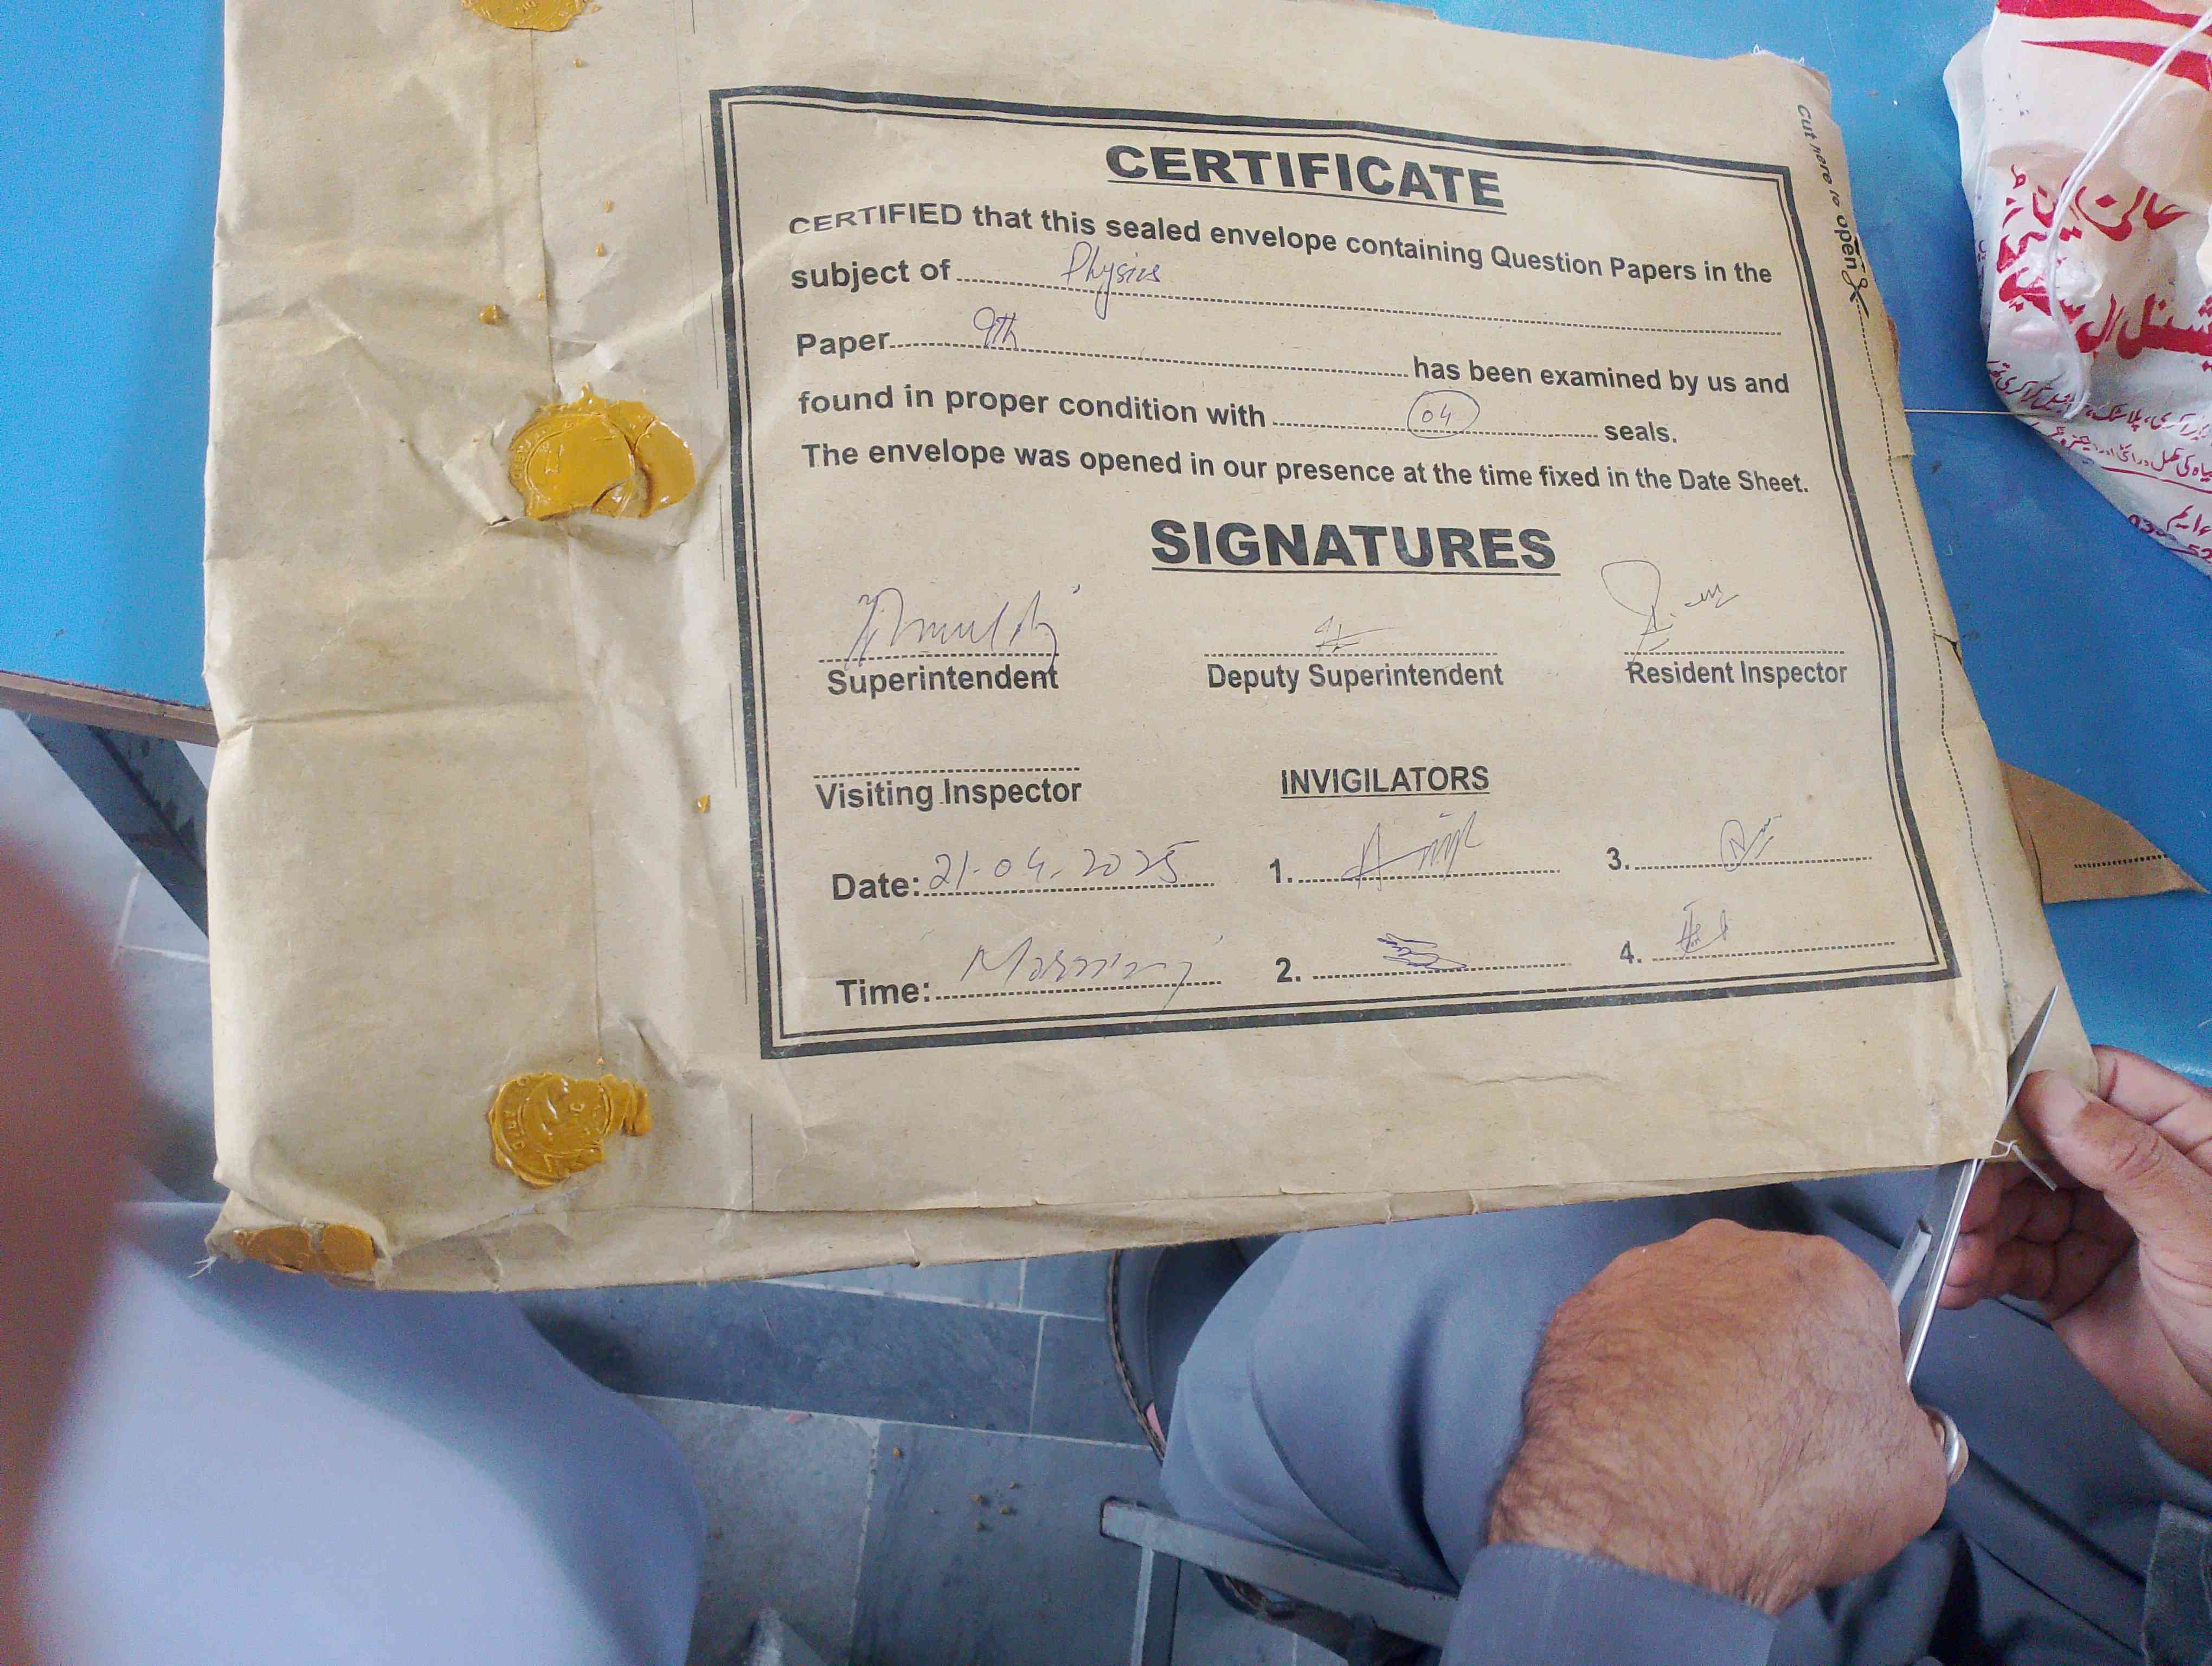 CERTIFICATE
CERTIFIED that this sealed envelope containing Question Papers in the
subject of Physics
Paper 9th has been examined by us and
found in proper condition with 04 seals.
The envelope was opened in our presence at the time fixed in the Date Sheet.
SIGNATURES
Superintendent
Deputy Superintendent
Resident Inspector
Visiting Inspector
INVIGILATORS
Date: 21-04-2025
1.
3.
Time: Morning
2.
4.
Cut here to open